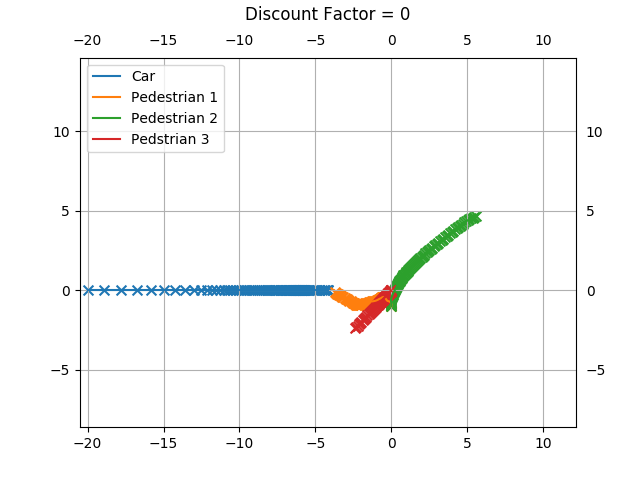 Discount Factor = 0
−20 −15 −10 −5 0 5 10
Car
Pedestrian 1
Pedestrian 2
Pedstrian 3
10 10
5 5
0 0
−5 −5
−20 −15 −10 −5 0 5 10